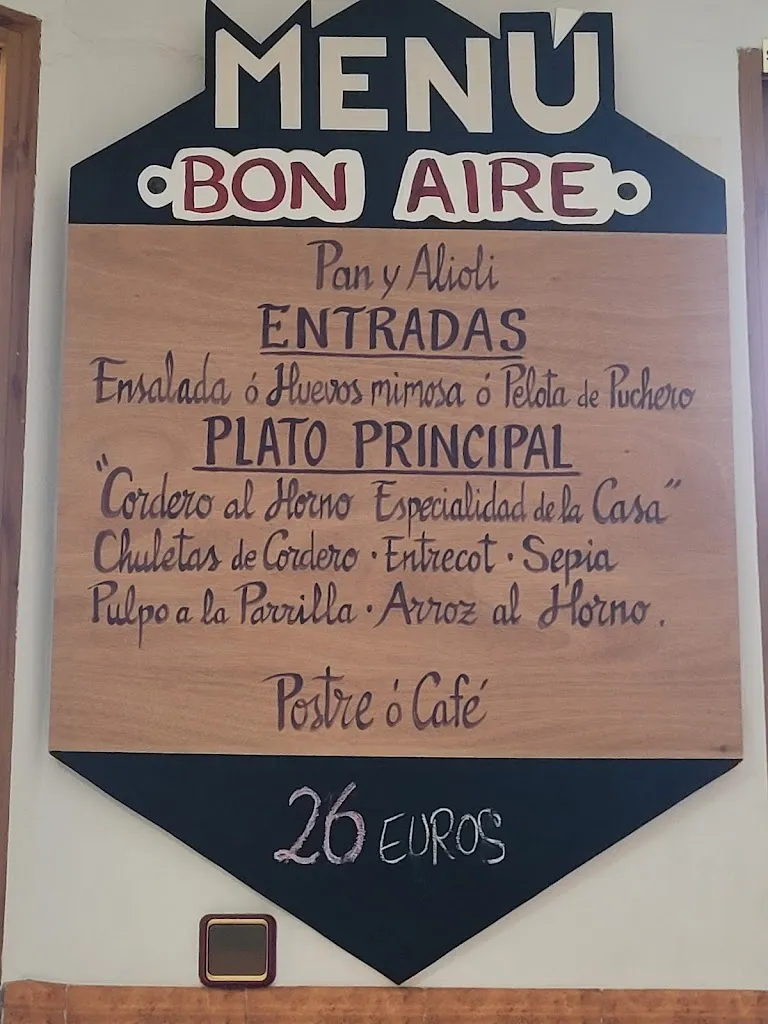 MENÚ
BON AIRE
Pan y Alioli
ENTRADAS
Ensalada ó Huevos mimosa ó Pelota de Puchero
PLATO PRINCIPAL
"Cordero al Horno Especialidad de la Casa"
Chuletas de Cordero · Entrecot · Sepia
Pulpo a la Parrilla · Arroz al Horno.
Postre ó Café
26 EUROS